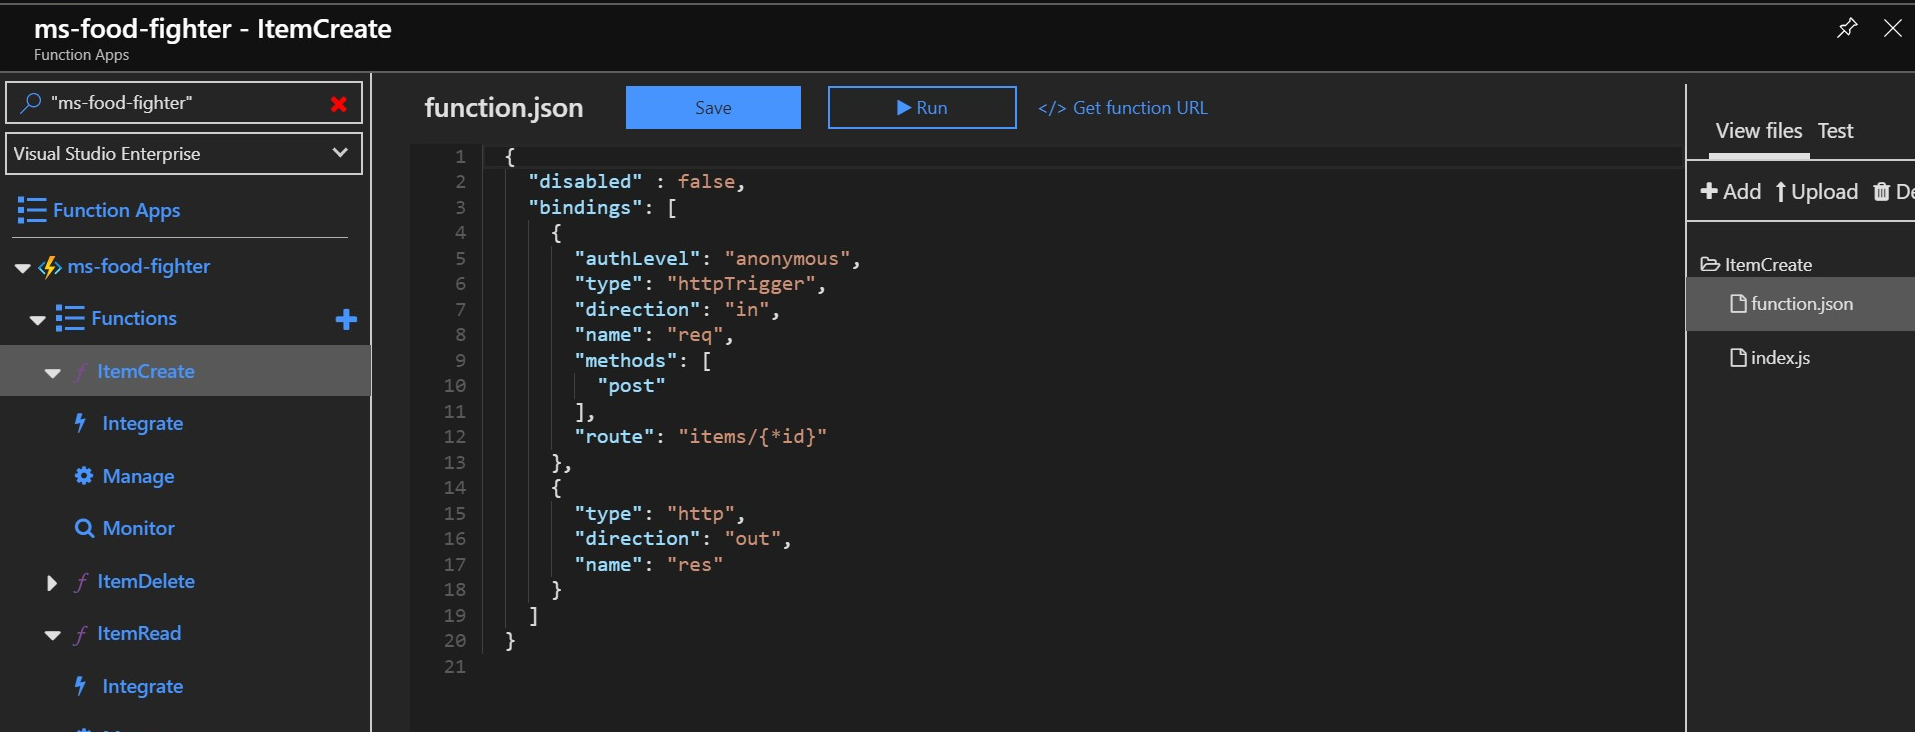 ms-food-fighter - ItemCreate
Function Apps
"ms-food-fighter"
Visual Studio Enterprise
Function Apps
ms-food-fighter
Functions
ItemCreate
Integrate
Manage
Monitor
ItemDelete
ItemRead
Integrate
function.json Save Run </> Get function URL
1 {
2 "disabled" : false,
3 "bindings": [
4 {
5 "authLevel": "anonymous",
6 "type": "httpTrigger",
7 "direction": "in",
8 "name": "req",
9 "methods": [
10 "post"
11 ],
12 "route": "items/{*id}"
13 },
14 {
15 "type": "http",
16 "direction": "out",
17 "name": "res"
18 }
19 ]
20 }
21
View files Test
Add Upload De
ItemCreate
function.json
index.js